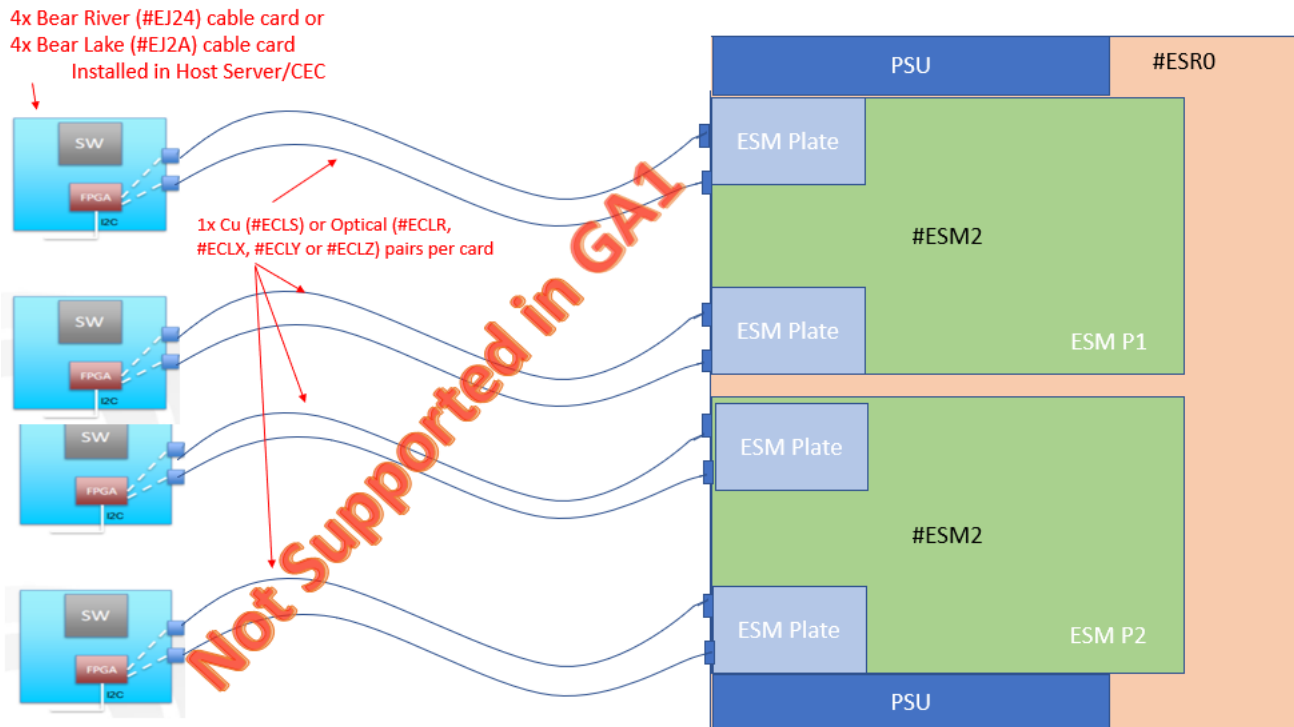 4x Bear River (#EJ24) cable card or
4x Bear Lake (#EJ2A) cable card
Installed in Host Server/CEC
PSU
#ESR0
SW
FPGA
I2C
ESM Plate
1x Cu (#ECLS) or Optical (#ECLR,
#ECLX, #ECLY or #ECLZ) pairs per card
#ESM2
SW
FPGA
I2C
ESM Plate
ESM P1
Not Supported in GA1
SW
FPGA
I2C
ESM Plate
#ESM2
SW
FPGA
I2C
ESM Plate
ESM P2
PSU